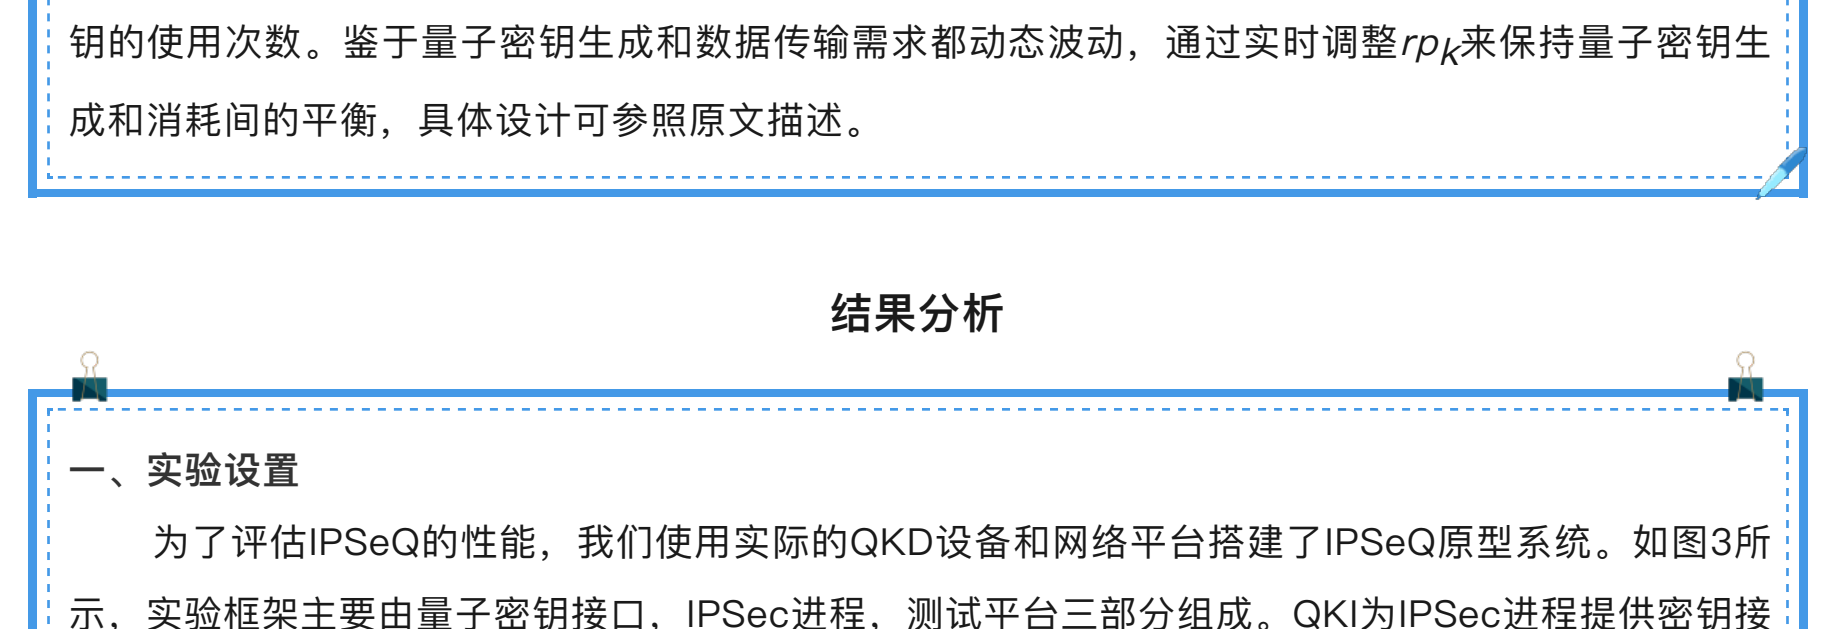 钥的使用次数。鉴于量子密钥生成和数据传输需求都动态波动，通过实时调整rpk来保持量子密钥生
成和消耗间的平衡，具体设计可参照原文描述。
结果分析
一、实验设置
为了评估IPSeQ的性能，我们使用实际的QKD设备和网络平台搭建了IPSeQ原型系统。如图3所
示，实验框架主要由量子密钥接口，IPSec进程，测试平台三部分组成。QKI为IPSec进程提供密钥接